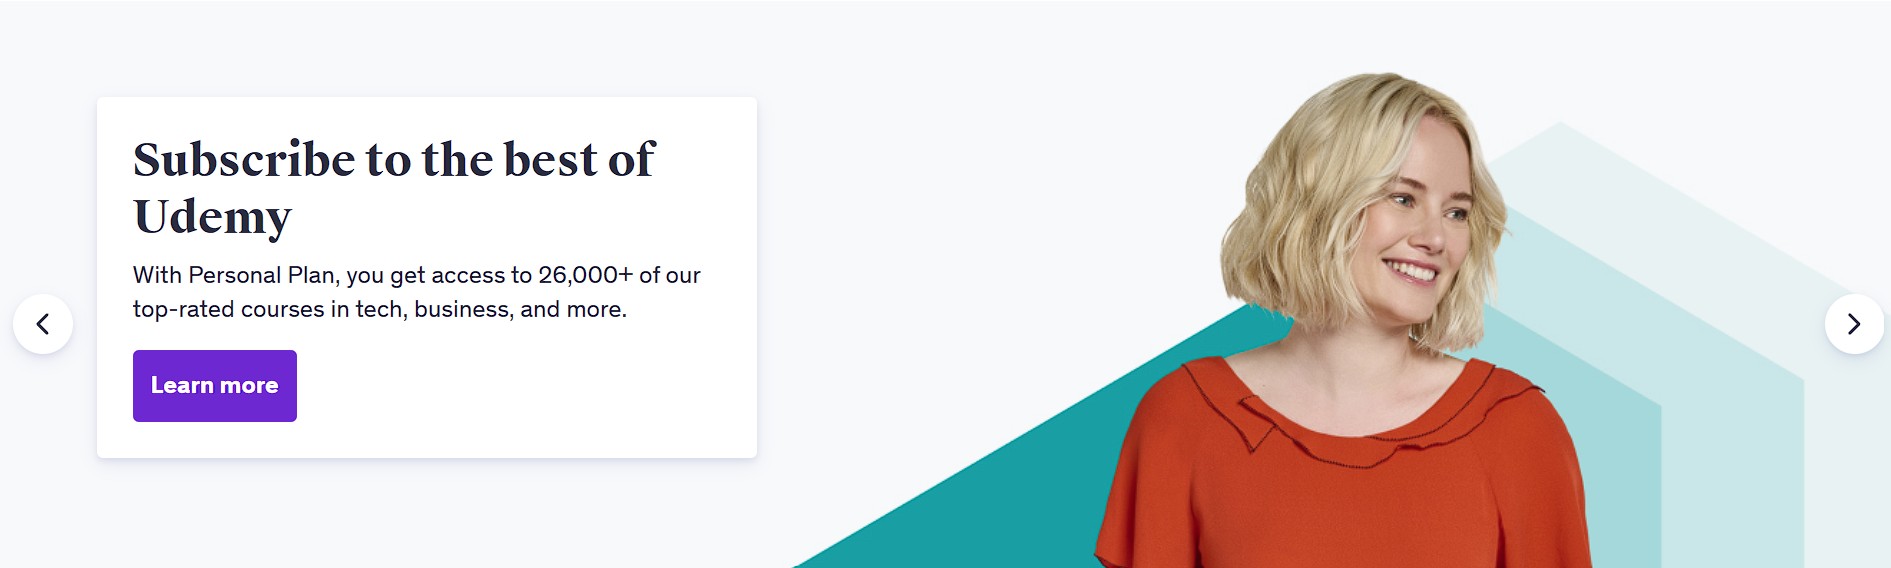 Subscribe to the best of
Udemy
With Personal Plan, you get access to 26,000+ of our
top-rated courses in tech, business, and more.
Learn more